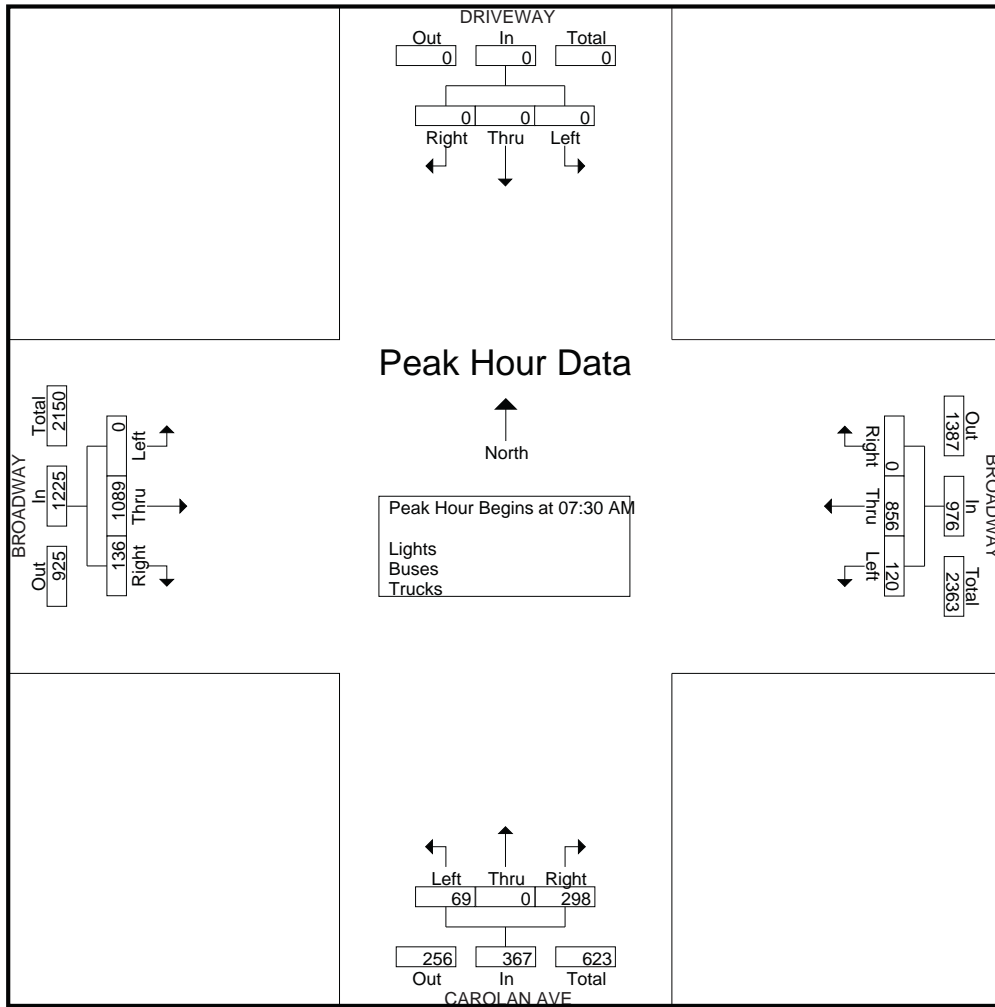 DRIVEWAY
Out In Total
0 0 0
0 0 0
Right Thru Left
Peak Hour Data
North
Peak Hour Begins at 07:30 AM
Lights
Buses
Trucks
BROADWAY
Out In Total
925 1225 2150
136 1089 0
Right Thru Left
BROADWAY
Out In Total
1387 976 2363
0 856 120
Right Thru Left
Left Thru Right
69 0 298
256 367 623
Out In Total
CAROLAN AVE